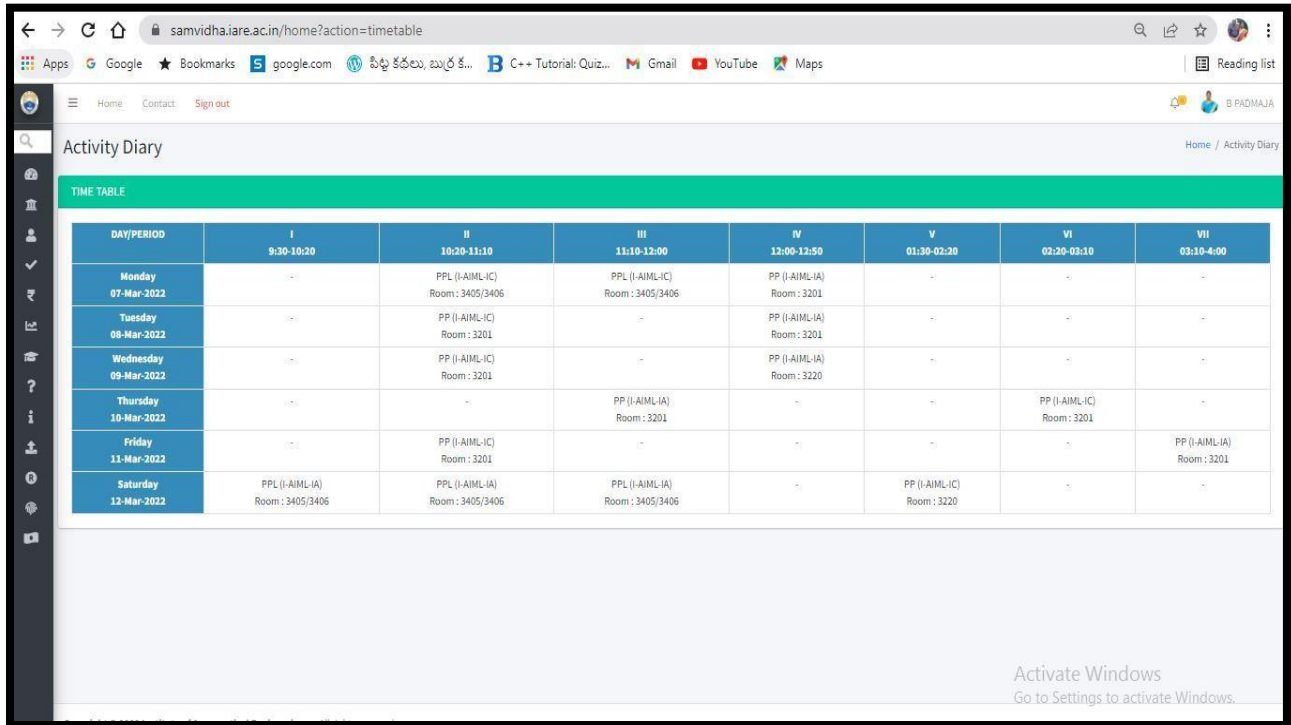 samvidha.iare.ac.in/home?action=timetable
Apps Google Bookmarks google.com పిట్ట కథలు, బుర్ర క... C++ Tutorial: Quiz... Gmail YouTube Maps Reading list
Home Contact Sign out B PADMAJA
Activity Diary Home / Activity Diary
TIME TABLE
DAY/PERIOD I II III IV V VI VII
9:30-10:20 10:20-11:10 11:10-12:00 12:00-12:50 01:30-02:20 02:20-03:10 03:10-4:00
Monday - PPL (I-AIML-IC) PPL (I-AIML-IC) PP (I-AIML-IA) - - -
07-Mar-2022 Room : 3405/3406 Room : 3405/3406 Room : 3201
Tuesday - PP (I-AIML-IC) - PP (I-AIML-IA) - - -
08-Mar-2022 Room : 3201 Room : 3201
Wednesday - PP (I-AIML-IC) - PP (I-AIML-IA) - - -
09-Mar-2022 Room : 3201 Room : 3220
Thursday - - PP (I-AIML-IA) - - PP (I-AIML-IC) -
10-Mar-2022 Room : 3201 Room : 3201
Friday - PP (I-AIML-IC) - - - - PP (I-AIML-IA)
11-Mar-2022 Room : 3201 Room : 3201
Saturday PPL (I-AIML-IA) PPL (I-AIML-IA) PPL (I-AIML-IA) - PP (I-AIML-IC) - -
12-Mar-2022 Room : 3405/3406 Room : 3405/3406 Room : 3405/3406 Room : 3220
Activate Windows
Go to Settings to activate Windows.